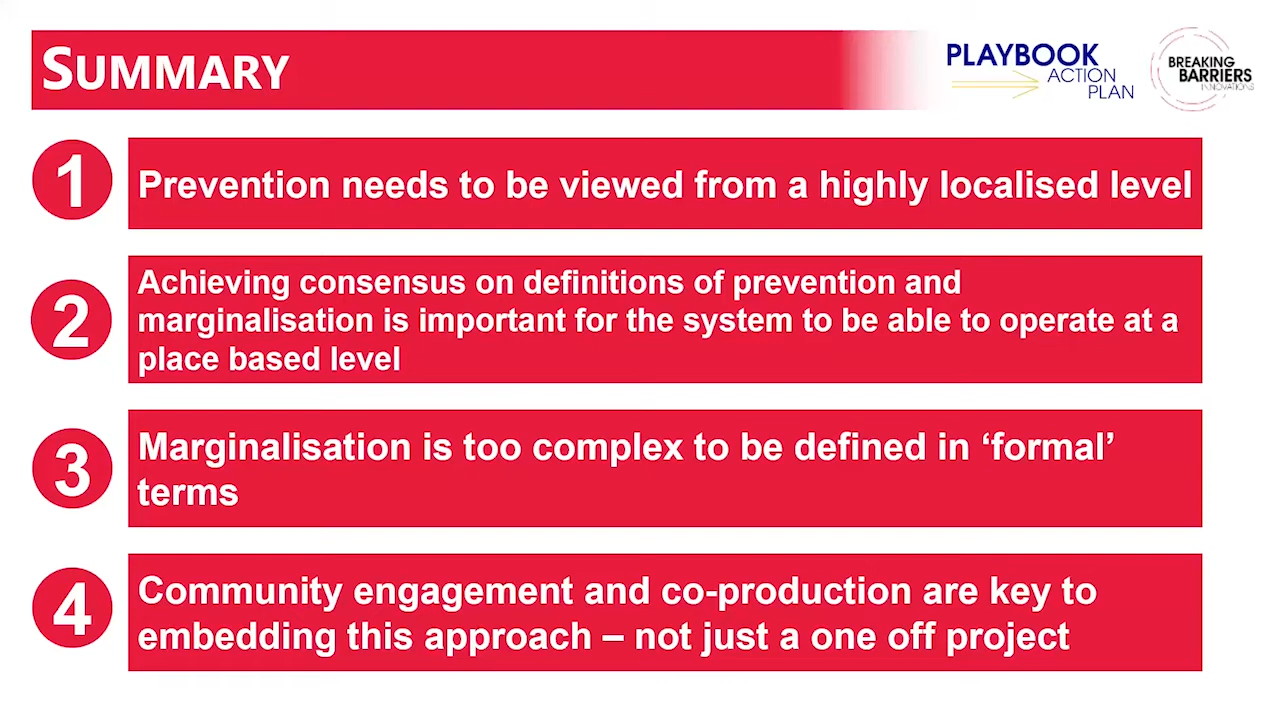 SUMMARY
PLAYBOOK
ACTION
PLAN
BREAKING
BARRIERS
INNOVATIONS
1
Prevention needs to be viewed from a highly localised level
2
Achieving consensus on definitions of prevention and
marginalisation is important for the system to be able to operate at a
place based level
3
Marginalisation is too complex to be defined in ‘formal’
terms
4
Community engagement and co-production are key to
embedding this approach – not just a one off project